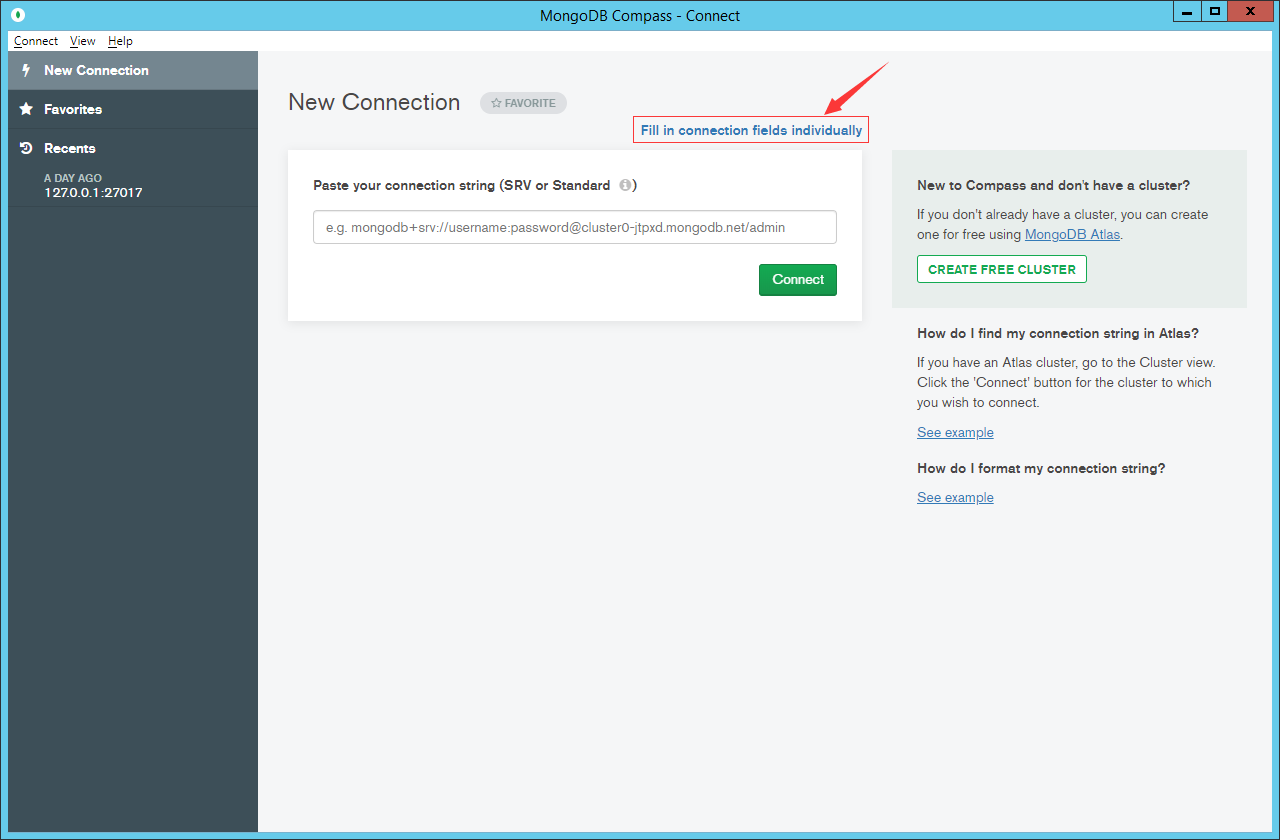 MongoDB Compass - Connect
Connect View Help
New Connection
Favorites
Recents
A DAY AGO
127.0.0.1:27017
New Connection
FAVORITE
Fill in connection fields individually
Paste your connection string (SRV or Standard )
e.g. mongodb+srv://username:password@cluster0-jtpxd.mongodb.net/admin
Connect
New to Compass and don't have a cluster?
If you don't already have a cluster, you can create
one for free using MongoDB Atlas.
CREATE FREE CLUSTER
How do I find my connection string in Atlas?
If you have an Atlas cluster, go to the Cluster view.
Click the 'Connect' button for the cluster to which
you wish to connect.
See example
How do I format my connection string?
See example